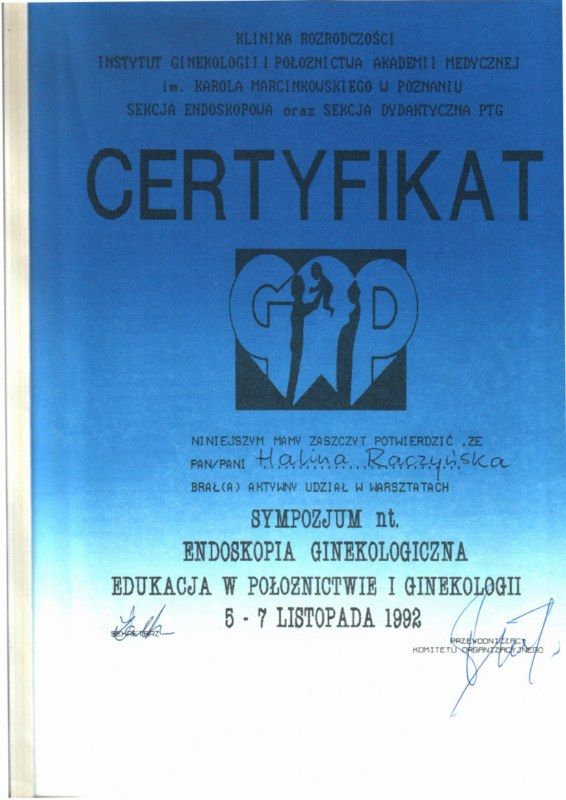 KLINIKA ROZRODCZOŚCI
INSTYTUT GINEKOLOGII I POŁOŻNICTWA AKADEMII MEDYCZNEJ
im. KAROLA MARCINKOWSKIEGO W POZNANIU
SEKCJA ENDOSKOPOWA oraz SEKCJA DYDAKTYCZNA PTG
CERTYFIKAT
NINIEJSZYM MAMY ZASZCZYT POTWIERDZIĆ ,ŻE
PAN/PANI Halina Raczyńska
BRAŁ(A) AKTYWNY UDZIAŁ W WARSZTATACH
SYMPOZJUM nt.
ENDOSKOPIA GINEKOLOGICZNA
EDUKACJA W POŁOŻNICTWIE I GINEKOLOGII
5 - 7 LISTOPADA 1992
SEKRETARZ
PRZEWODNICZĄCY
KOMITETU ORGANIZACYJNEGO